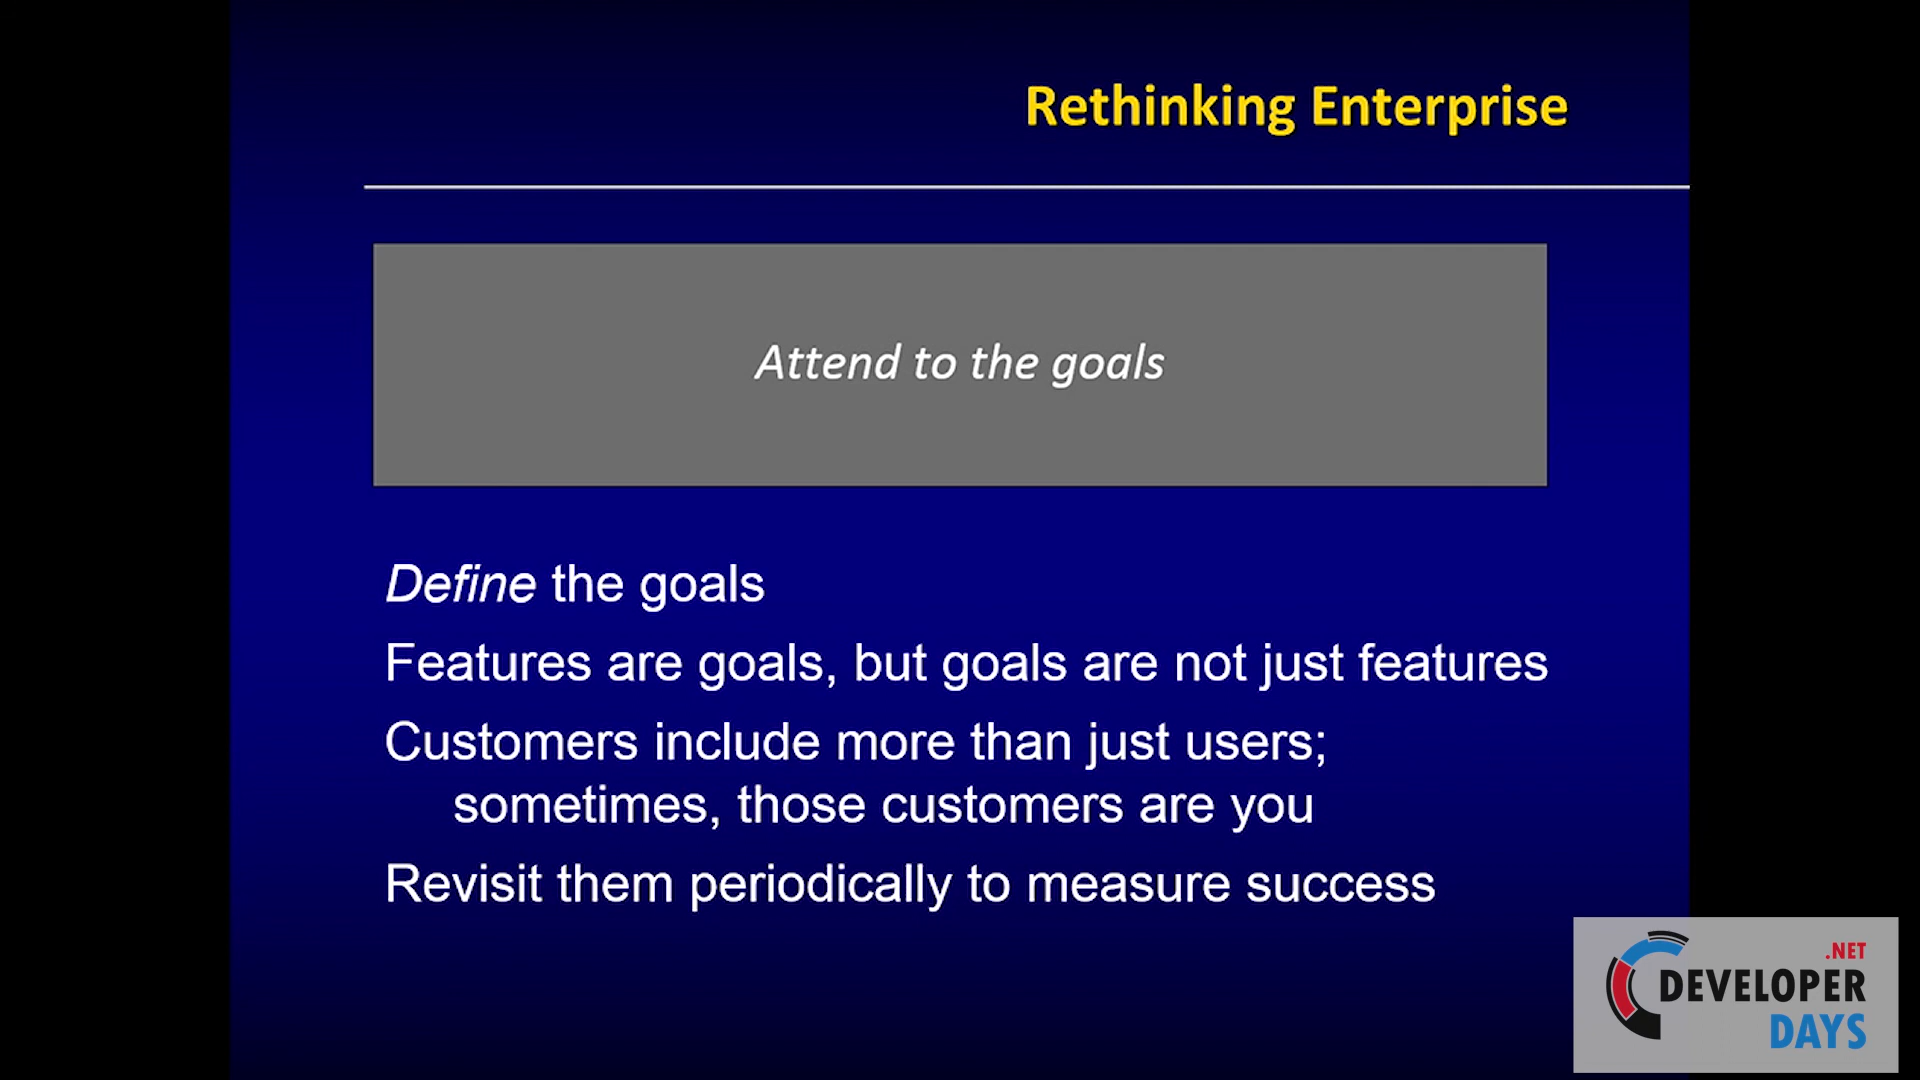 Rethinking Enterprise
Attend to the goals
Define the goals
Features are goals, but goals are not just features
Customers include more than just users;
sometimes, those customers are you
Revisit them periodically to measure success
.NET
DEVELOPER
DAYS